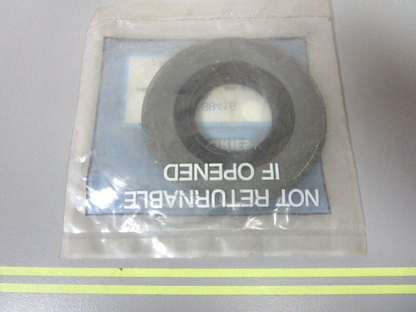 NOT RETURNABLE
IF OPENED